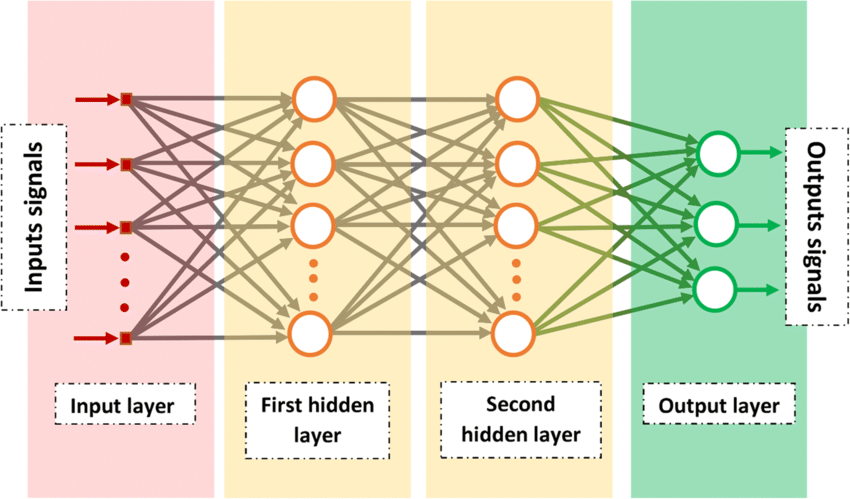 Inputs signals
Outputs signals
Input layer
First hidden
layer
Second
hidden layer
Output layer